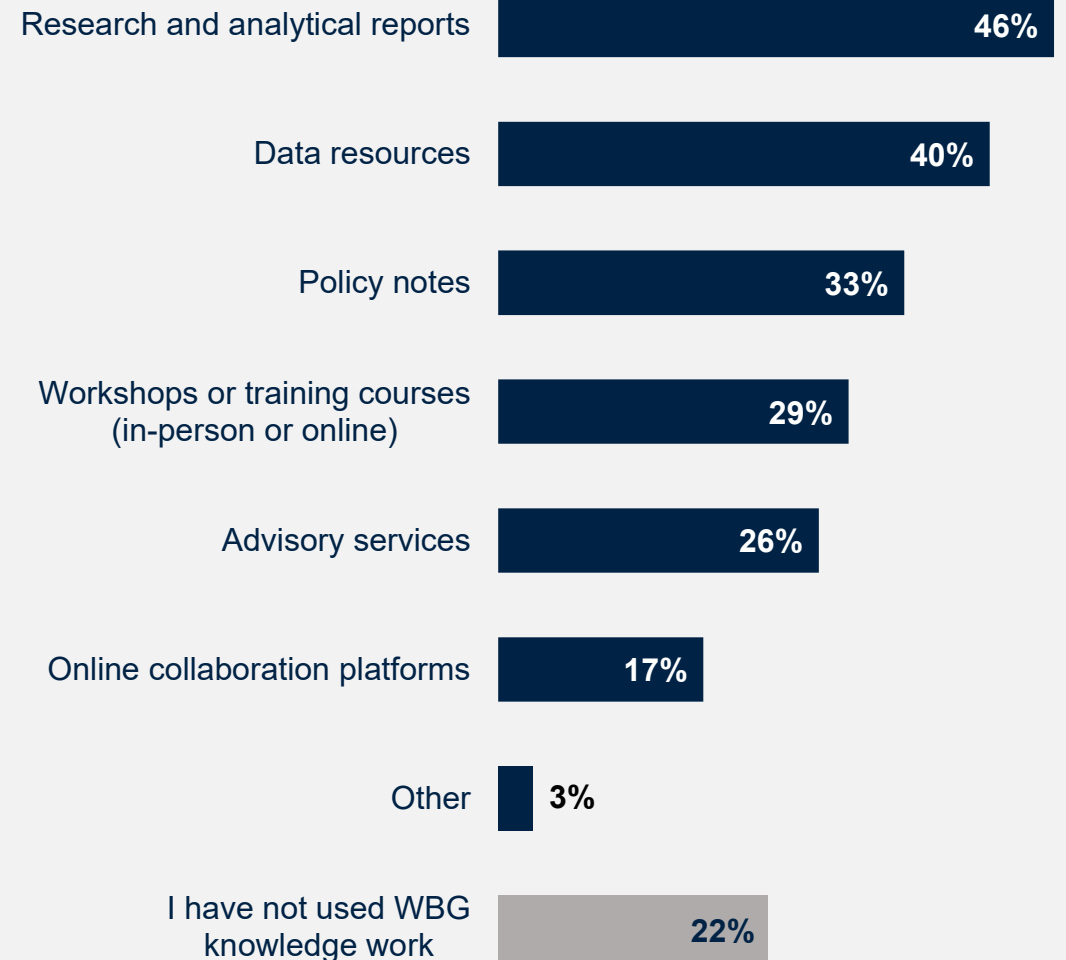 Research and analytical reports 46%
Data resources 40%
Policy notes 33%
Workshops or training courses
(in-person or online) 29%
Advisory services 26%
Online collaboration platforms 17%
Other 3%
I have not used WBG
knowledge work 22%